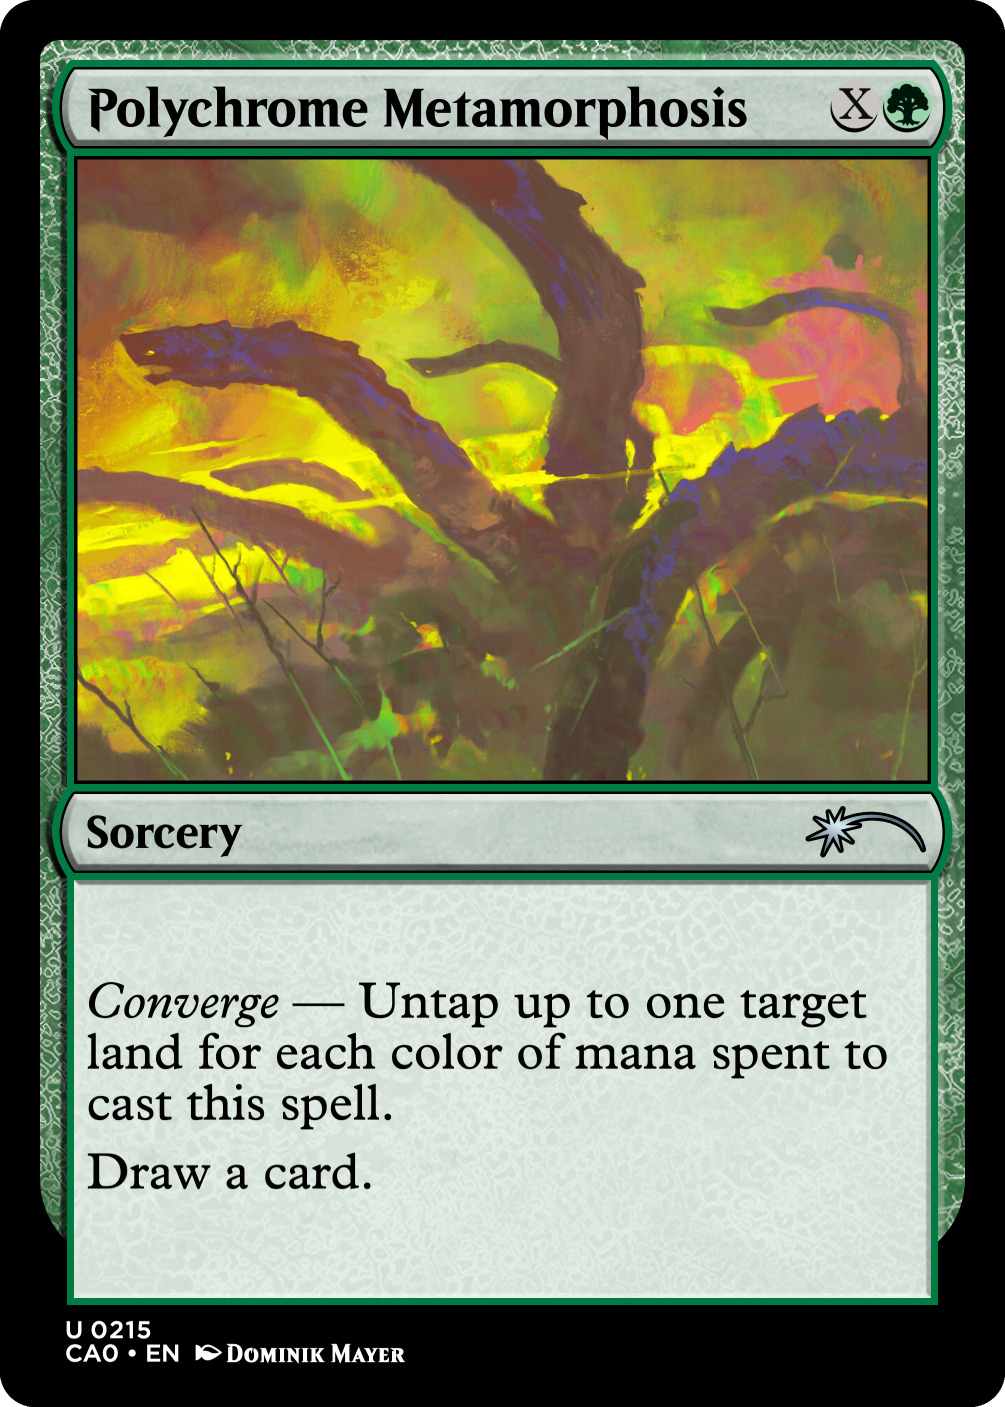 Polychrome Metamorphosis X
Sorcery
Converge — Untap up to one target
land for each color of mana spent to
cast this spell.
Draw a card.
U 0215
CAO • EN DOMINIK MAYER